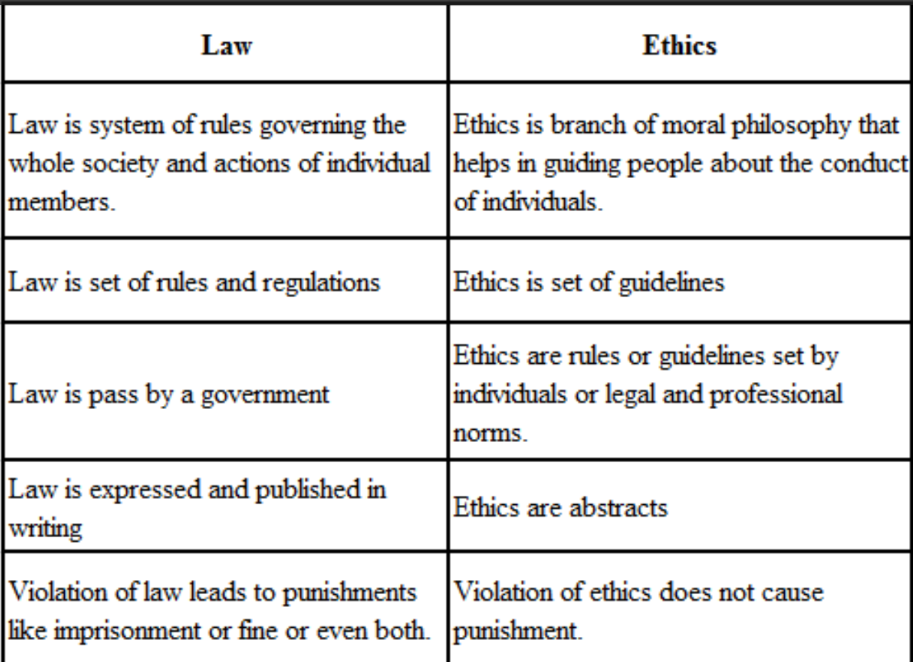 Law
Ethics
Law is system of rules governing the
whole society and actions of individual
members.
Ethics is branch of moral philosophy that
helps in guiding people about the conduct
of individuals.
Law is set of rules and regulations
Ethics is set of guidelines
Law is pass by a government
Ethics are rules or guidelines set by
individuals or legal and professional
norms.
Law is expressed and published in
writing
Ethics are abstracts
Violation of law leads to punishments
like imprisonment or fine or even both.
Violation of ethics does not cause
punishment.